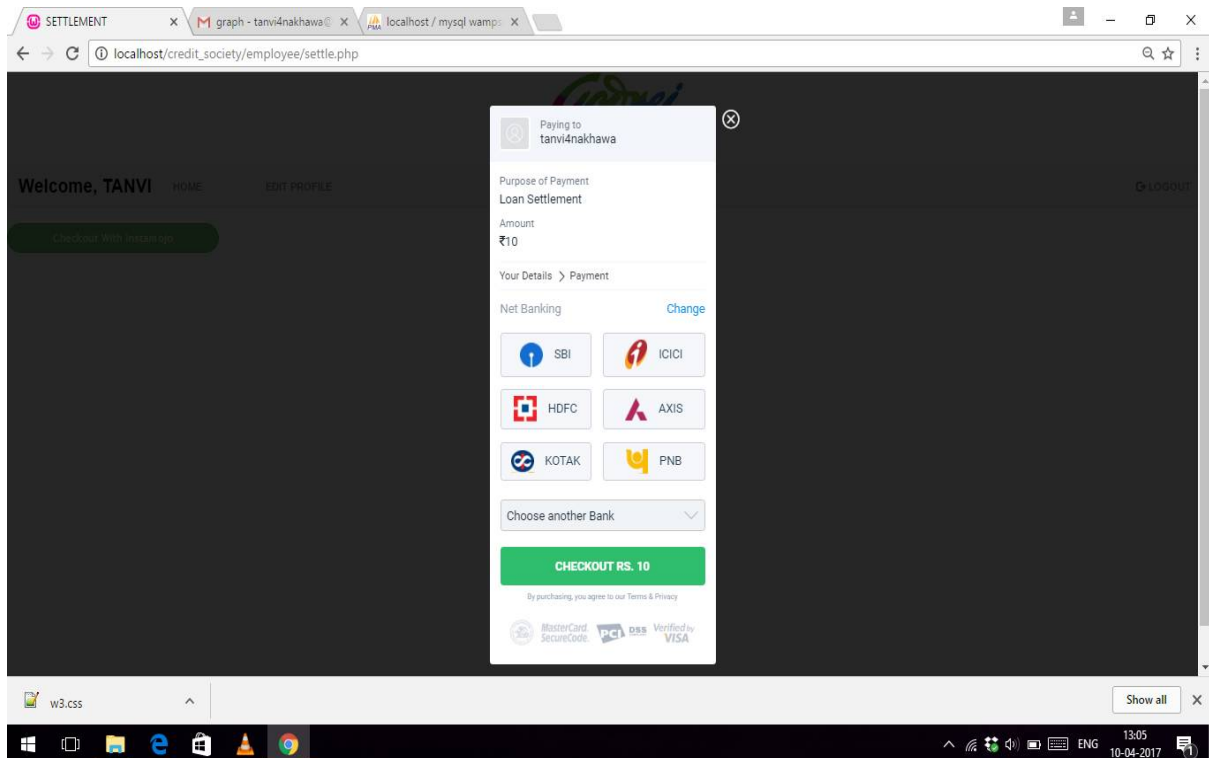 SETTLEMENT
graph - tanvi4nakhawa@
localhost / mysql wamp
localhost/credit_society/employee/settle.php
Welcome, TANVI HOME EDIT PROFILE LOGOUT
Checkout With Instamojo
Paying to
tanvi4nakhawa
Purpose of Payment
Loan Settlement
Amount
₹10
Your Details > Payment
Net Banking Change
SBI ICICI
HDFC AXIS
KOTAK PNB
Choose another Bank
CHECKOUT RS. 10
By purchasing, you agree to our Terms & Privacy
MasterCard SecureCode. PCI DSS Verified by VISA
w3.css Show all
ENG 13:05
10-04-2017